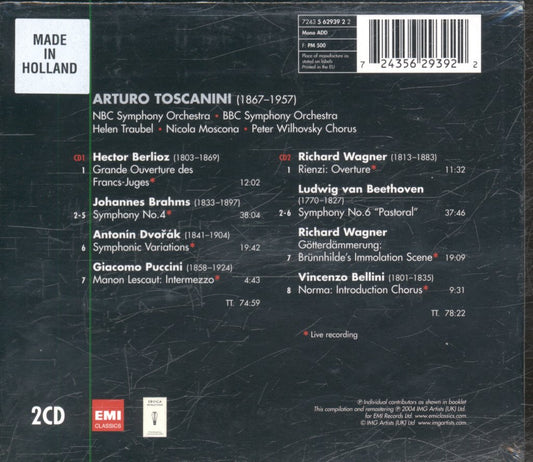 MADE
IN
HOLLAND
7243 5 62939 2 2
Mono ADD
F: PM 500
Place of manufacture as
stated on labels
Printed in the EU
7 24356 29392 2
ARTURO TOSCANINI (1867–1957)
NBC Symphony Orchestra • BBC Symphony Orchestra
Helen Traubel • Nicola Moscona • Peter Wilhovsky Chorus
CD1 Hector Berlioz (1803–1869)
1 Grande Ouverture des
Francs-Juges* 12:02
Johannes Brahms (1833–1897)
2-5 Symphony No.4* 38:04
Antonín Dvořák (1841–1904)
6 Symphonic Variations* 19:42
Giacomo Puccini (1858–1924)
7 Manon Lescaut: Intermezzo* 4:43
TT. 74:59
CD2 Richard Wagner (1813–1883)
1 Rienzi: Overture* 11:32
Ludwig van Beethoven
(1770–1827)
2-6 Symphony No.6 “Pastoral” 37:46
Richard Wagner
Götterdämmerung:
7 Brünnhilde's Immolation Scene* 19:09
Vincenzo Bellini (1801–1835)
8 Norma: Introduction Chorus* 9:31
TT. 78:22
* Live recording
2CD
EMI
CLASSICS
℗ Individual contributors as shown in booklet
This compilation and remastering ℗ 2004 IMG Artists (UK) Ltd.
for EMI Records Ltd. www.emiclassics.com
© IMG Artists (UK) Ltd. www.imgartists.com